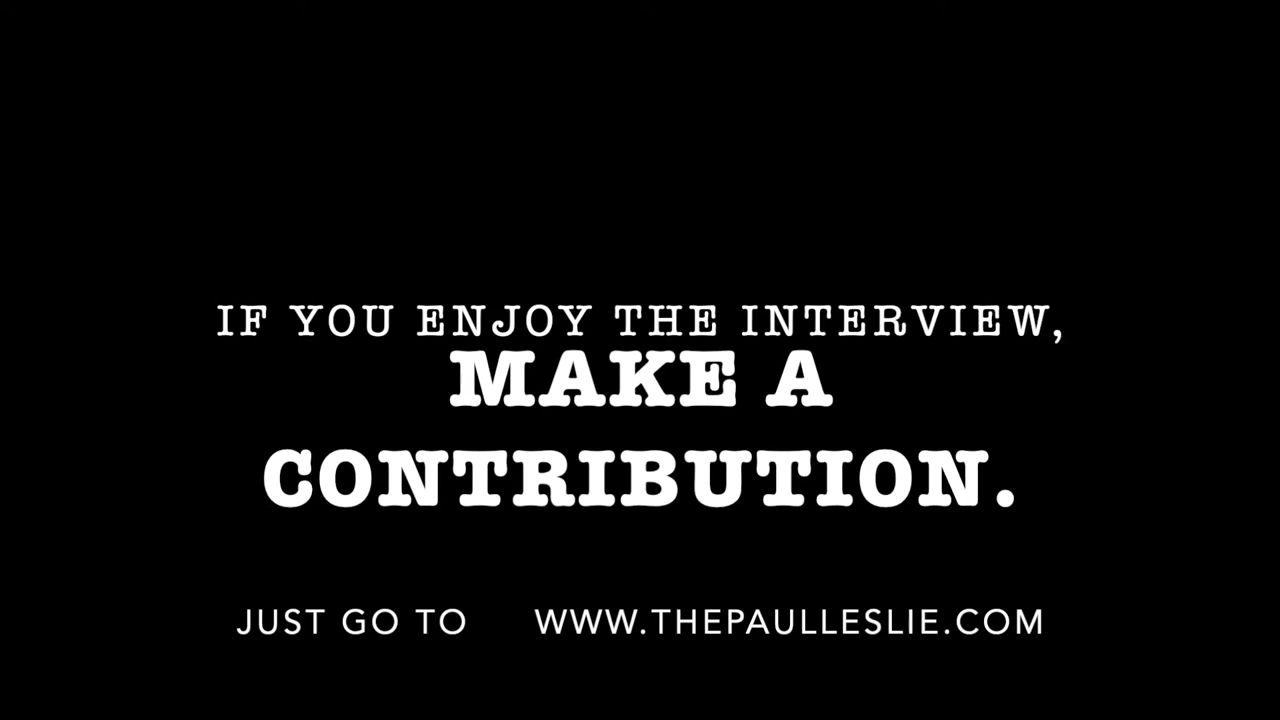 IF YOU ENJOY THE INTERVIEW,
MAKE A
CONTRIBUTION.
JUST GO TO WWW.THEPAULLESLIE.COM